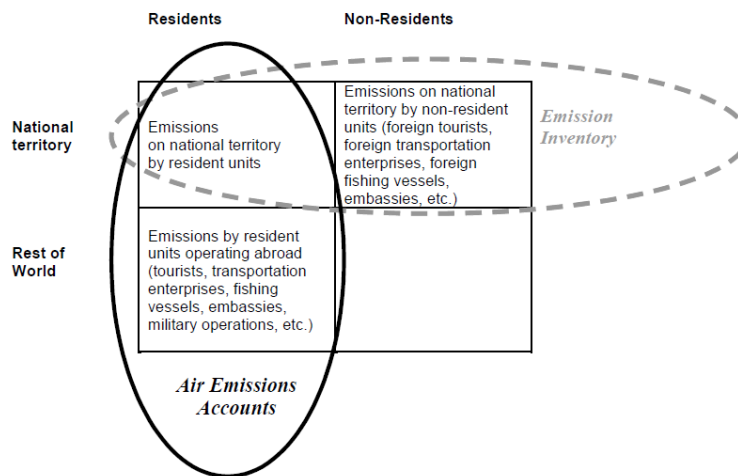 Residents
Non-Residents
National
territory
Emissions
on national territory
by resident units
Emissions on national
territory by non-resident
units (foreign tourists,
foreign transportation
enterprises, foreign
fishing vessels,
embassies, etc.)
Emission
Inventory
Rest of
World
Emissions by resident
units operating abroad
(tourists, transportation
enterprises, fishing
vessels, embassies,
military operations, etc.)
Air Emissions
Accounts